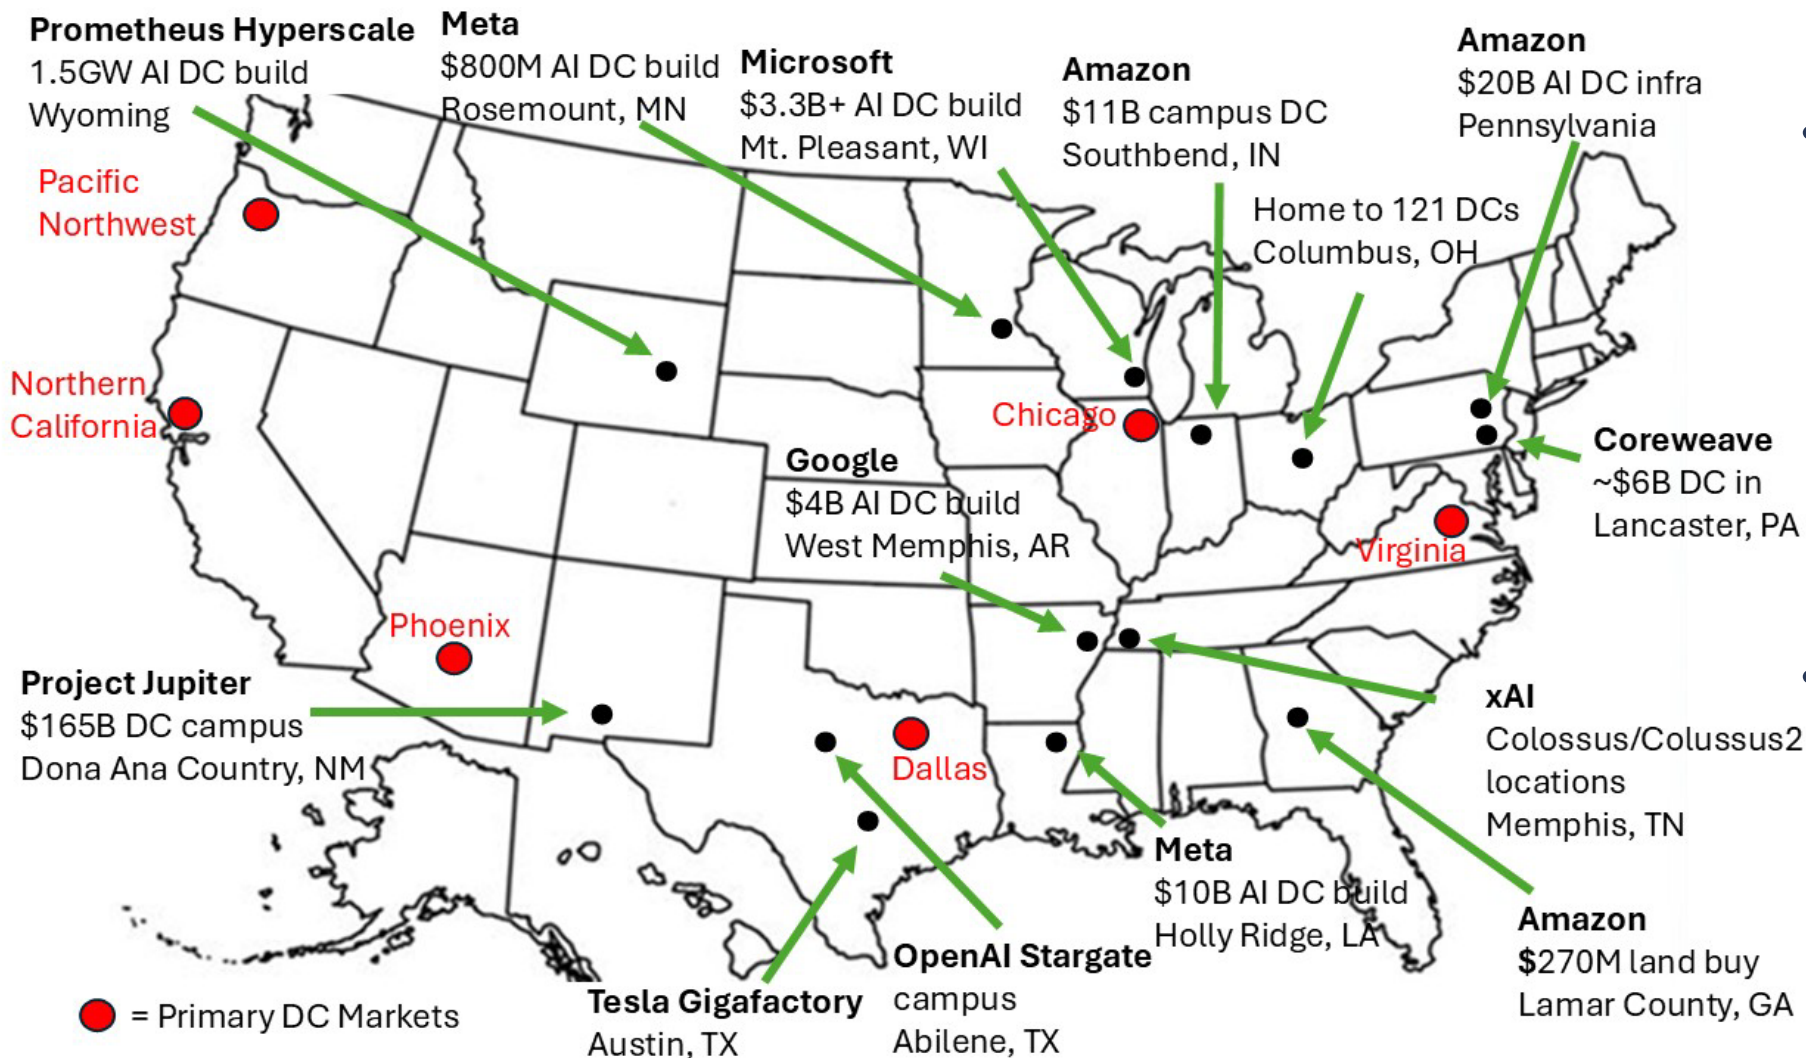 Prometheus Hyperscale
1.5GW AI DC build
Wyoming
Meta
$800M AI DC build
Rosemount, MN
Microsoft
$3.3B+ AI DC build
Mt. Pleasant, WI
Amazon
$11B campus DC
Southbend, IN
Amazon
$20B AI DC infra
Pennsylvania
Home to 121 DCs
Columbus, OH
Pacific
Northwest
Northern
California
Chicago
Google
$4B AI DC build
West Memphis, AR
Coreweave
~$6B DC in
Lancaster, PA
Virginia
Phoenix
Project Jupiter
$165B DC campus
Dona Ana Country, NM
Dallas
xAI
Colossus/Colussus2
locations
Memphis, TN
Meta
$10B AI DC build
Holly Ridge, LA
Amazon
$270M land buy
Lamar County, GA
OpenAI Stargate
campus
Abilene, TX
Tesla Gigafactory
Austin, TX
= Primary DC Markets